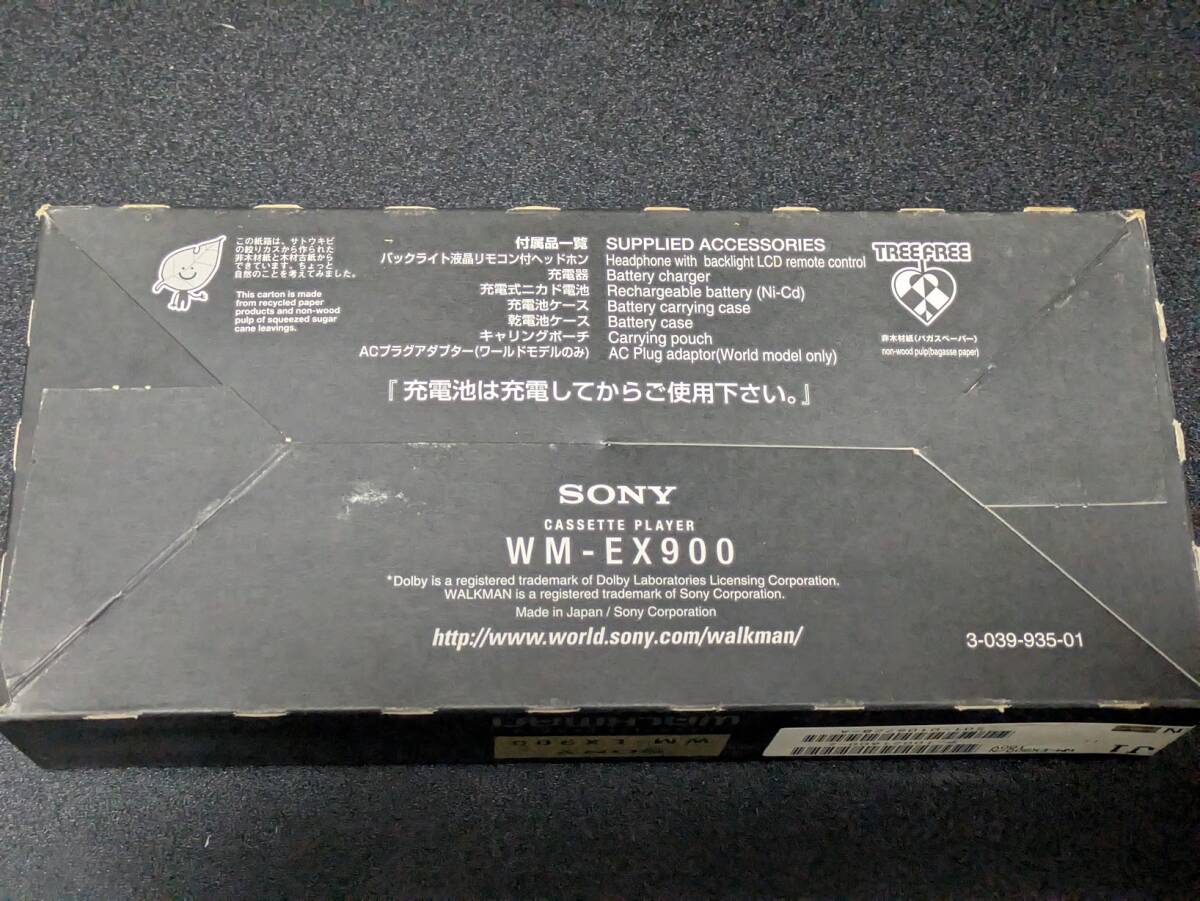 この紙箱は、サトウキビ
の絞りカスから作られた
非木材紙と木材古紙から
できています。ちょっと
自然のことを考えてみました。
This carton is made
from recycled paper
products and non-wood
pulp of squeezed sugar
cane leavings.
付属品一覧 SUPPLIED ACCESSORIES
バックライト液晶リモコン付ヘッドホン Headphone with backlight LCD remote control
充電器 Battery charger
充電式ニカド電池 Rechargeable battery (Ni-Cd)
充電池ケース Battery carrying case
乾電池ケース Battery case
キャリングポーチ Carrying pouch
ACプラグアダプター(ワールドモデルのみ) AC Plug adaptor(World model only)
TREE FREE
非木材紙(バガスペーパー)
non-wood pulp(bagasse paper)
『充電池は充電してからご使用下さい。』
SONY
CASSETTE PLAYER
WM-EX900
*Dolby is a registered trademark of Dolby Laboratories Licensing Corporation.
WALKMAN is a registered trademark of Sony Corporation.
Made in Japan / Sony Corporation
http://www.world.sony.com/walkman/
3-039-935-01
WALKMAN
SONY
WM-EX900
J1
N